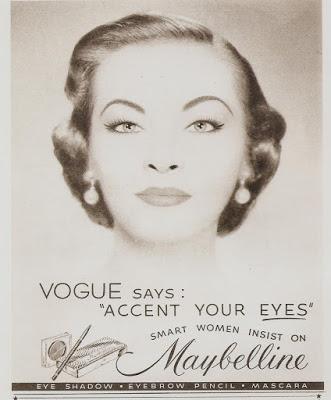 VOGUE SAYS:
"ACCENT YOUR EYES"
SMART WOMEN INSIST ON
Maybelline
EYE SHADOW • EYEBROW PENCIL • MASCARA